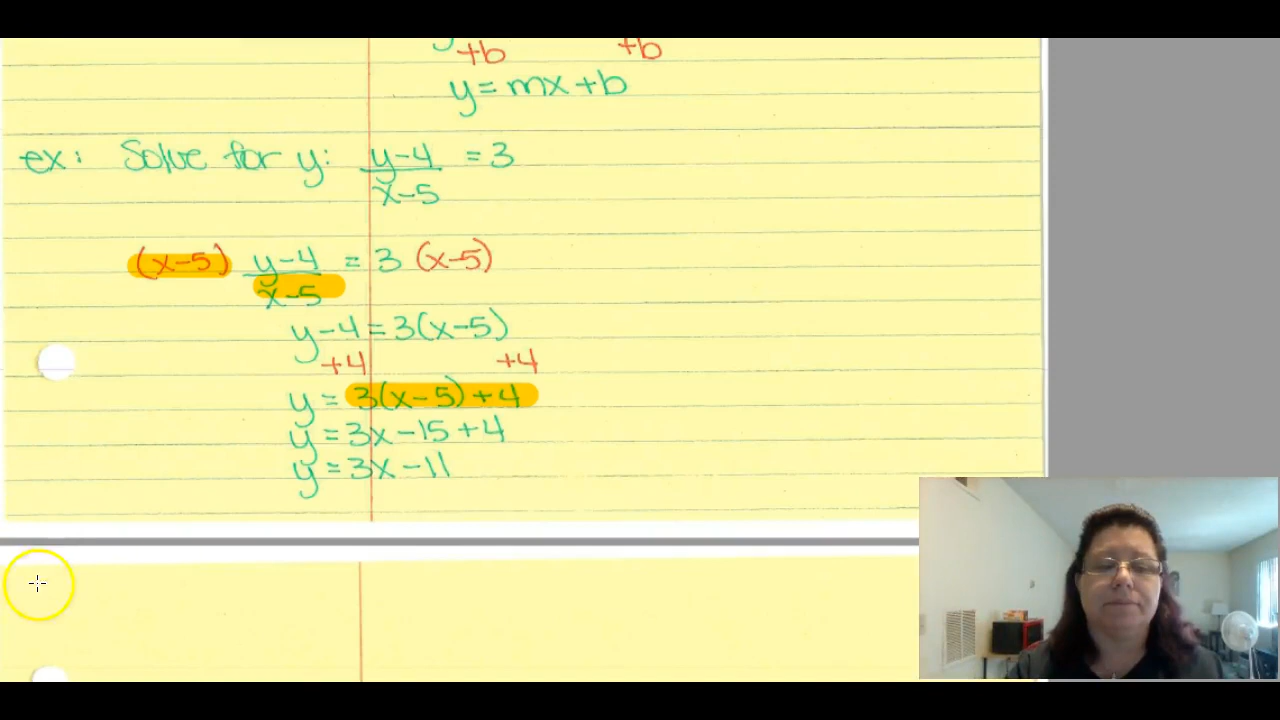 +b +b
y = mx + b
ex: Solve for y: y-4/x-5 = 3
(x-5) y-4/x-5 = 3 (x-5)
y-4 = 3(x-5)
+4 +4
y = 3(x-5)+4
y = 3x - 15 + 4
y = 3x - 11